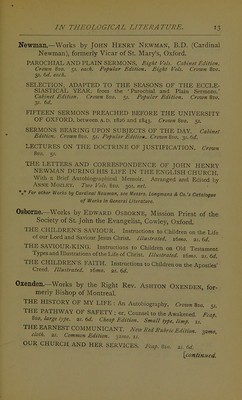 IN THEOLOGICAL LITERATURE. 13
Newman.—Works by JOHN HENRY NEWMAN, B.D. (Cardinal
Newman), formerly Vicar of St. Mary's, Oxford.
PAROCHIAL AND PLAIN SERMONS. Eight Vols. Cabinet Edition.
Crown 8vo. 5s. each. Popular Edition. Eight Vols. Crown 8vo.
3s. 6d. each.
SELECTION, ADAPTED TO THE SEASONS OF THE ECCLE-
SIASTICAL YEAR, from the 'Parochial and Plain Sermons.'
Cabinet Edition. Crown 8vo. 5s. Popular Edition. Crown 8vo.
3s. 6d.
FIFTEEN SERMONS PREACHED BEFORE THE UNIVERSITY
OF OXFORD, between A.D. 1826 and 1843. Crown 8vo. 5s.
SERMONS BEARING UPON SUBJECTS OF THE DAY. Cabinet
Edition. Crown 8vo. 5s. Popular Edition. Crown 8vo. 3s. 6d.
LECTURES ON THE DOCTRINE OF JUSTIFICATION. Crown
8vo. 5s.
THE LETTERS AND CORRESPONDENCE OF JOHN HENRY
NEWMAN DURING HIS LIFE IN THE ENGLISH CHURCH.
With a Brief Autobiographical Memoir. Arranged and Edited by
ANNE MOZLEY. Two Vols. 8vo. 30s. net.
*** For other Works by Cardinal Newman, see Messrs. Longmans & Co.'s Catalogue
of Works in General Literature.
Osborne.—Works by EDWARD OSBORNE, Mission Priest of the
Society of St. John the Evangelist, Cowley, Oxford.
THE CHILDREN'S SAVIOUR. Instructions to Children on the Life
of our Lord and Saviour Jesus Christ. Illustrated. 16mo. 2s. 6d.
THE SAVIOUR-KING. Instructions to Children on Old Testament
Types and Illustrations of the Life of Christ. Illustrated. 16mo. 2s. 6d.
THE CHILDREN'S FAITH. Instructions to Children on the Apostles'
Creed. Illustrated. 16mo. 2s. 6d.
Oxenden.—Works by the Right Rev. ASHTON OXENDEN, for-
merly Bishop of Montreal.
THE HISTORY OF MY LIFE: An Autobiography. Crown 8vo. 5s.
THE PATHWAY OF SAFETY; or, Counsel to the Awakened. Fcap.
8vo, large type. 2s. 6d. Cheap Edition. Small type, limp. 1s.
THE EARNEST COMMUNICANT. New Red Rubric Edition. 32mo,
cloth. 2s. Common Edition. 32mo. 1s.
OUR CHURCH AND HER SERVICES. Fcap. 8vo. 2s. 6d.
[continued.